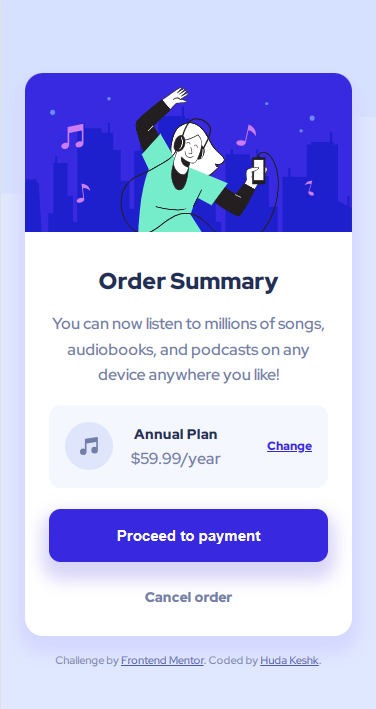 Order Summary
You can now listen to millions of songs,
audiobooks, and podcasts on any
device anywhere you like!
Annual Plan
$59.99/year
Change
Proceed to payment
Cancel order
Challenge by Frontend Mentor. Coded by Huda Keshk.